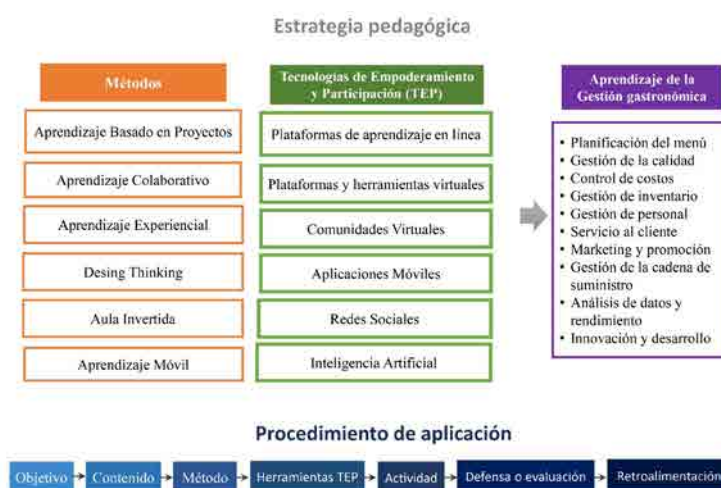 Estrategia pedagógica
Métodos
Aprendizaje Basado en Proyectos
Aprendizaje Colaborativo
Aprendizaje Experiencial
Desing Thinking
Aula Invertida
Aprendizaje Móvil
Tecnologías de Empoderamiento
y Participación (TEP)
Plataformas de aprendizaje en línea
Plataformas y herramientas virtuales
Comunidades Virtuales
Aplicaciones Móviles
Redes Sociales
Inteligencia Artificial
Aprendizaje de la
Gestión gastronómica
• Planificación del menú
• Gestión de la calidad
• Control de costos
• Gestión de inventario
• Gestión de personal
• Servicio al cliente
• Marketing y promoción
• Gestión de la cadena de
suministro
• Análisis de datos y
rendimiento
• Innovación y desarrollo
Procedimiento de aplicación
Objetivo
Contenido
Método
Herramientas TEP
Actividad
Defensa o evaluación
Retroalimentación